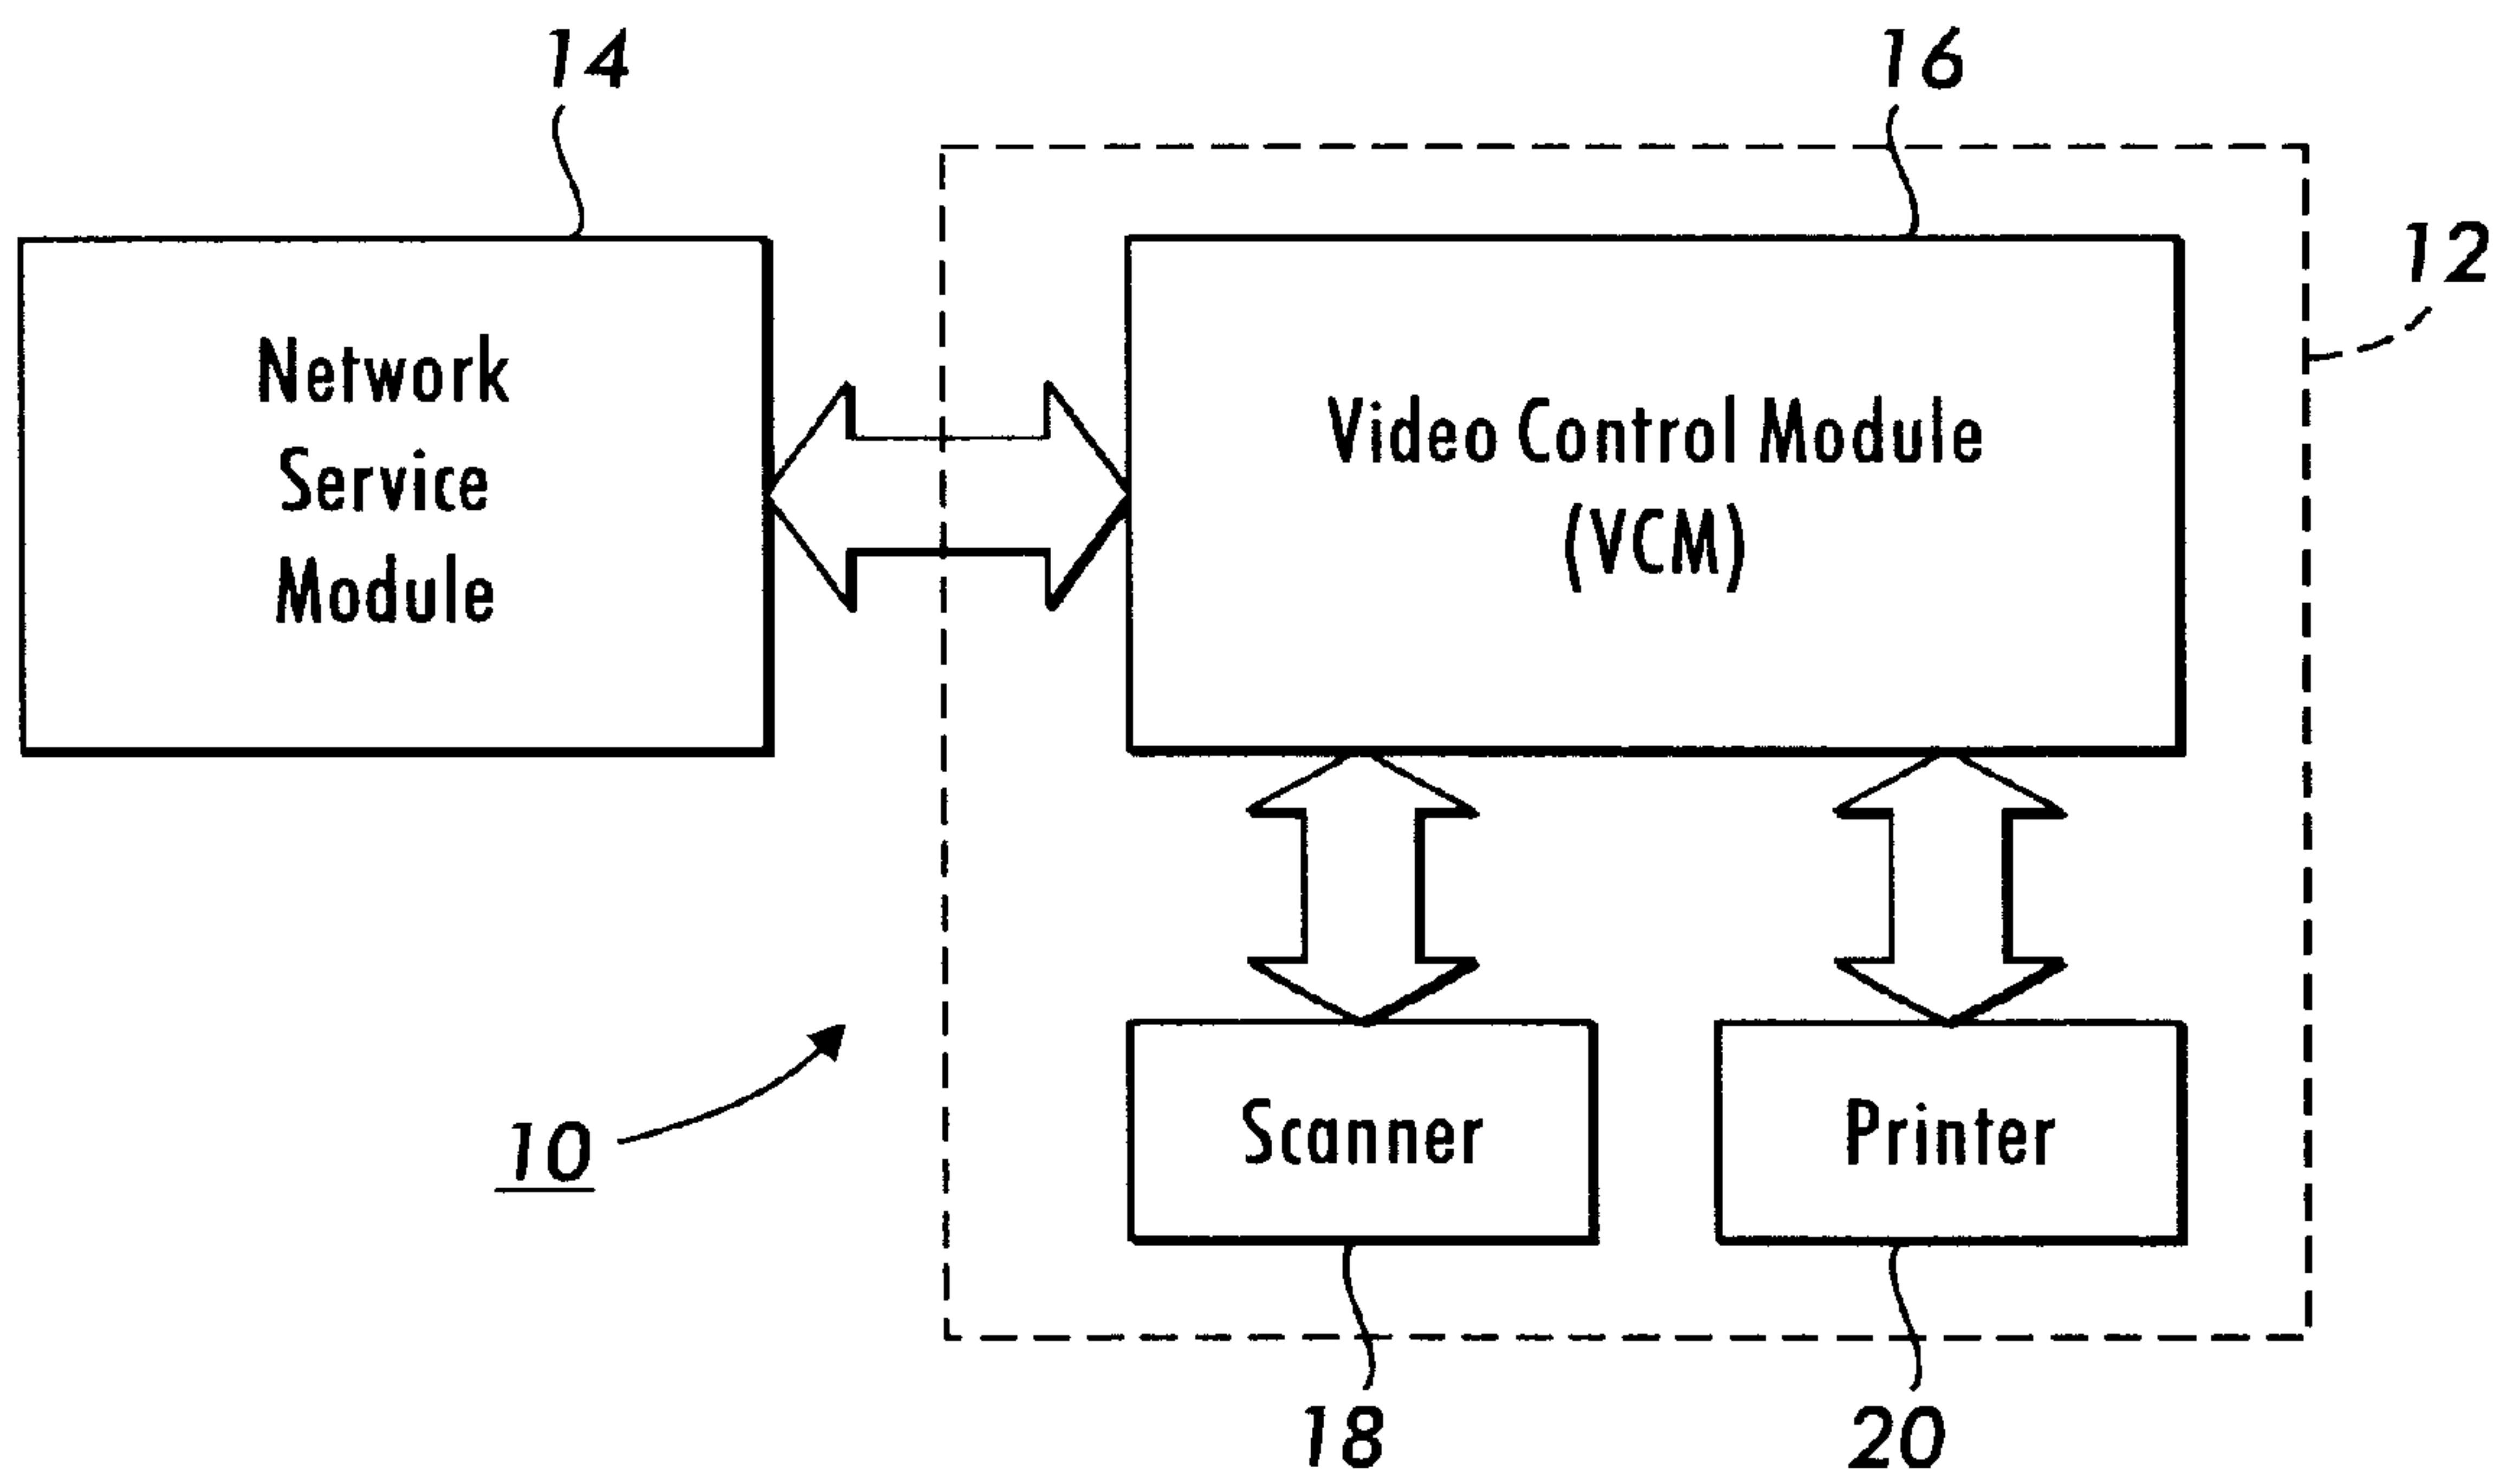 14
16
12
Network
Service
Module
Video Control Module
(VCM)
Scanner
Printer
10
18
20